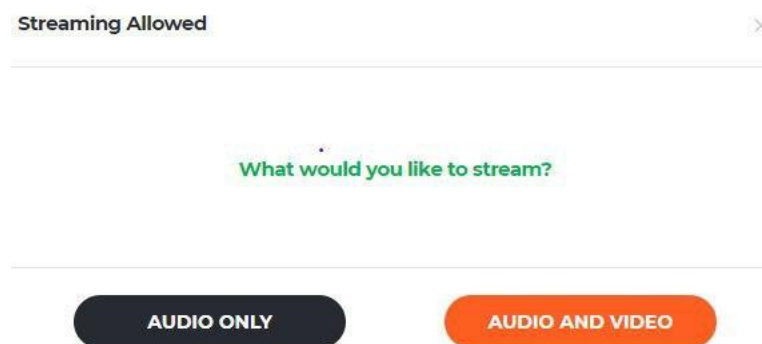 Streaming Allowed
What would you like to stream?
AUDIO ONLY
AUDIO AND VIDEO